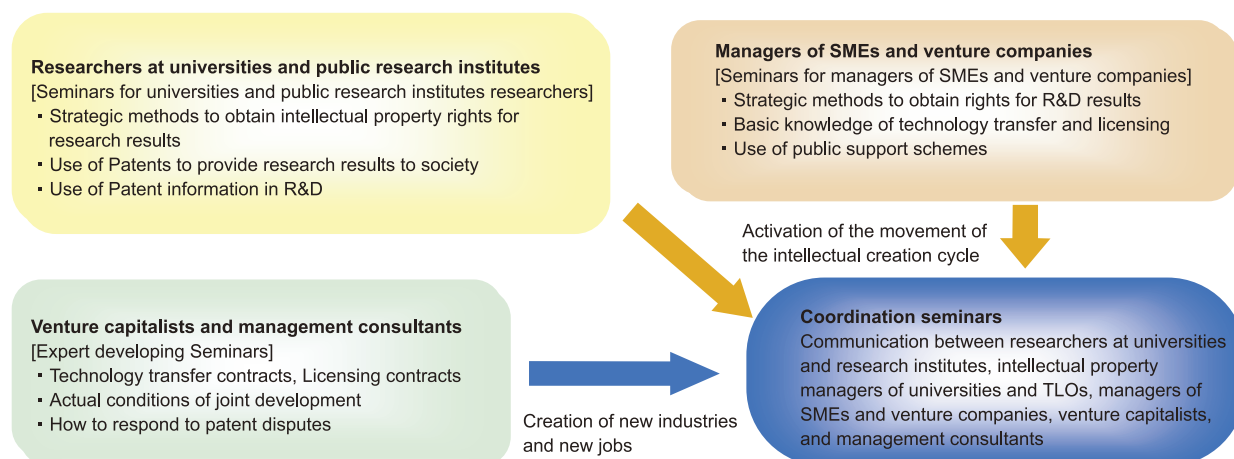 Researchers at universities and public research institutes
[Seminars for universities and public research institutes researchers]
・Strategic methods to obtain intellectual property rights for
research results
・Use of Patents to provide research results to society
・Use of Patent information in R&D
Managers of SMEs and venture companies
[Seminars for managers of SMEs and venture companies]
・Strategic methods to obtain rights for R&D results
・Basic knowledge of technology transfer and licensing
・Use of public support schemes
Activation of the movement of
the intellectual creation cycle
Venture capitalists and management consultants
[Expert developing Seminars]
・Technology transfer contracts, Licensing contracts
・Actual conditions of joint development
・How to respond to patent disputes
Creation of new industries
and new jobs
Coordination seminars
Communication between researchers at universities
and research institutes, intellectual property
managers of universities and TLOs, managers of
SMEs and venture companies, venture capitalists,
and management consultants